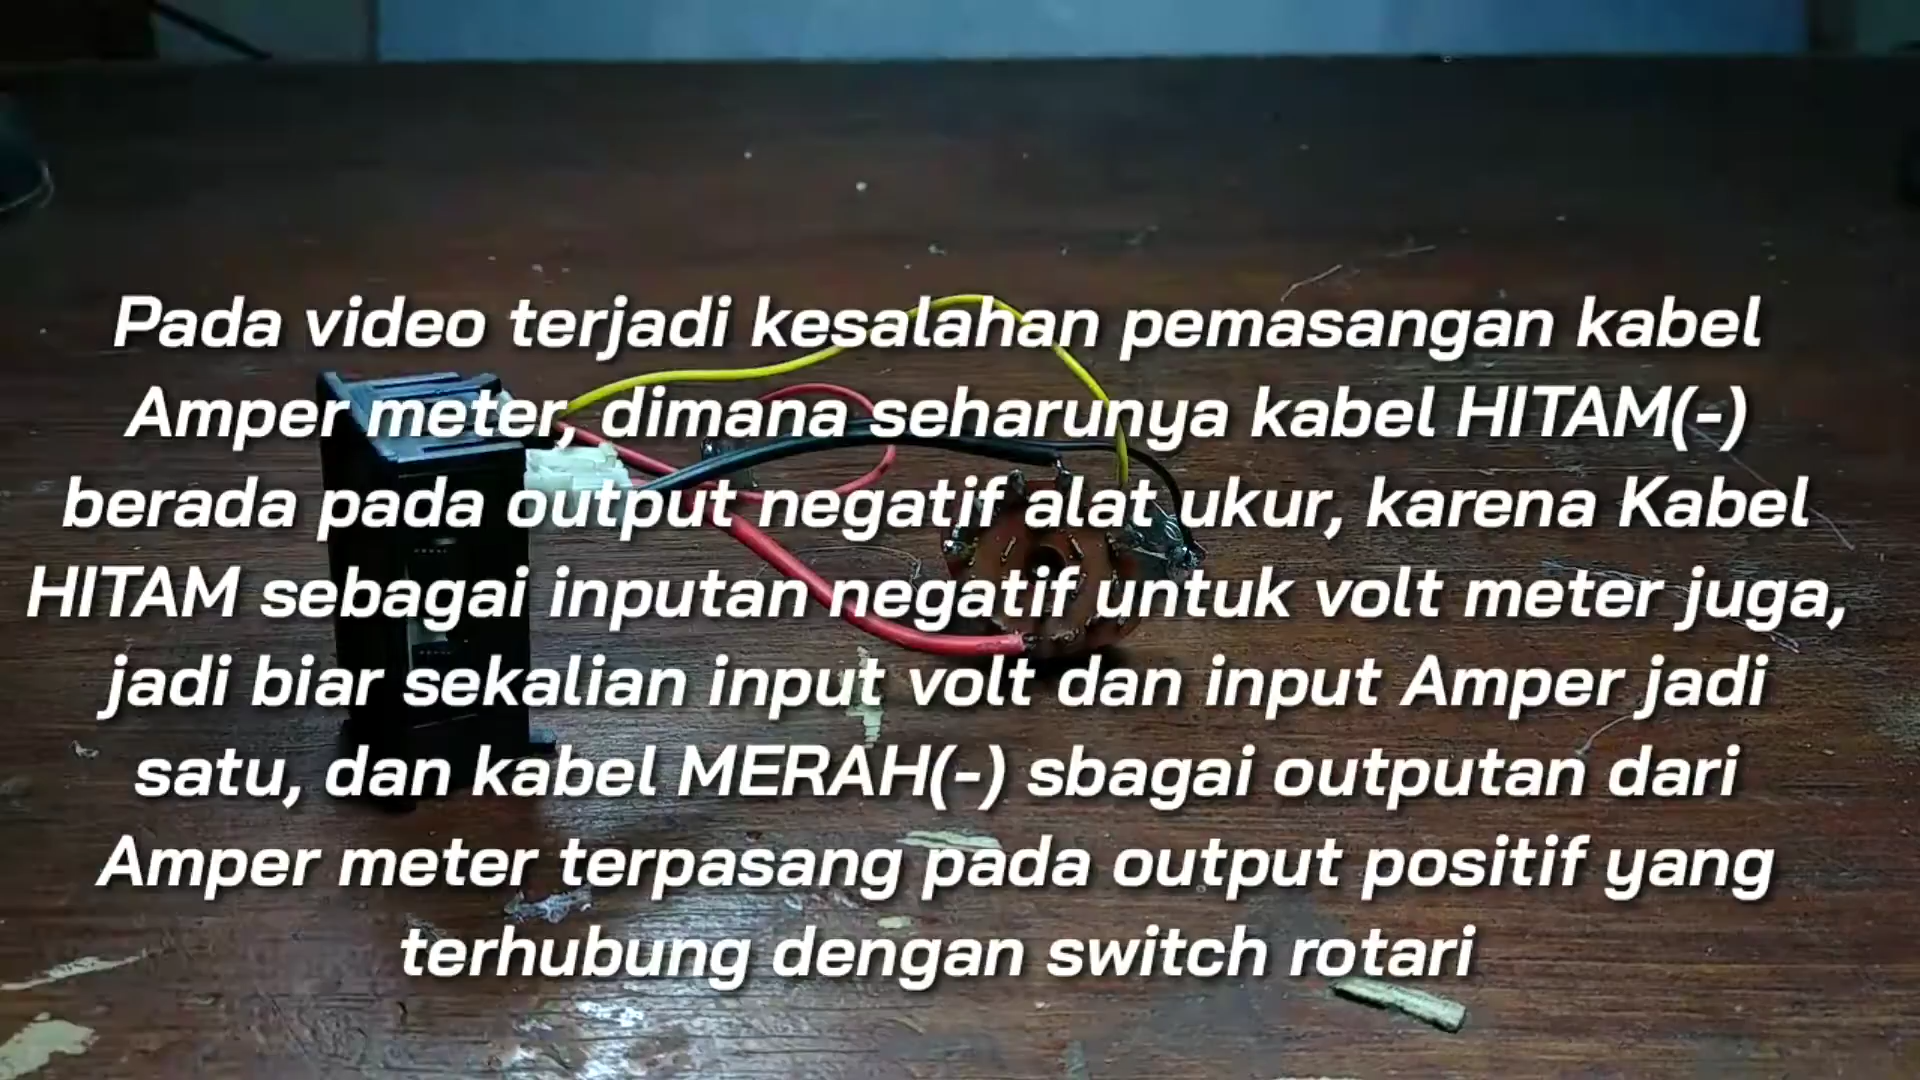 Pada video terjadi kesalahan pemasangan kabel
Amper meter, dimana seharunya kabel HITAM(-)
berada pada output negatif alat ukur, karena Kabel
HITAM sebagai inputan negatif untuk volt meter juga,
jadi biar sekalian input volt dan input Amper jadi
satu, dan kabel MERAH(-) sbagai outputan dari
Amper meter terpasang pada output positif yang
terhubung dengan switch rotari